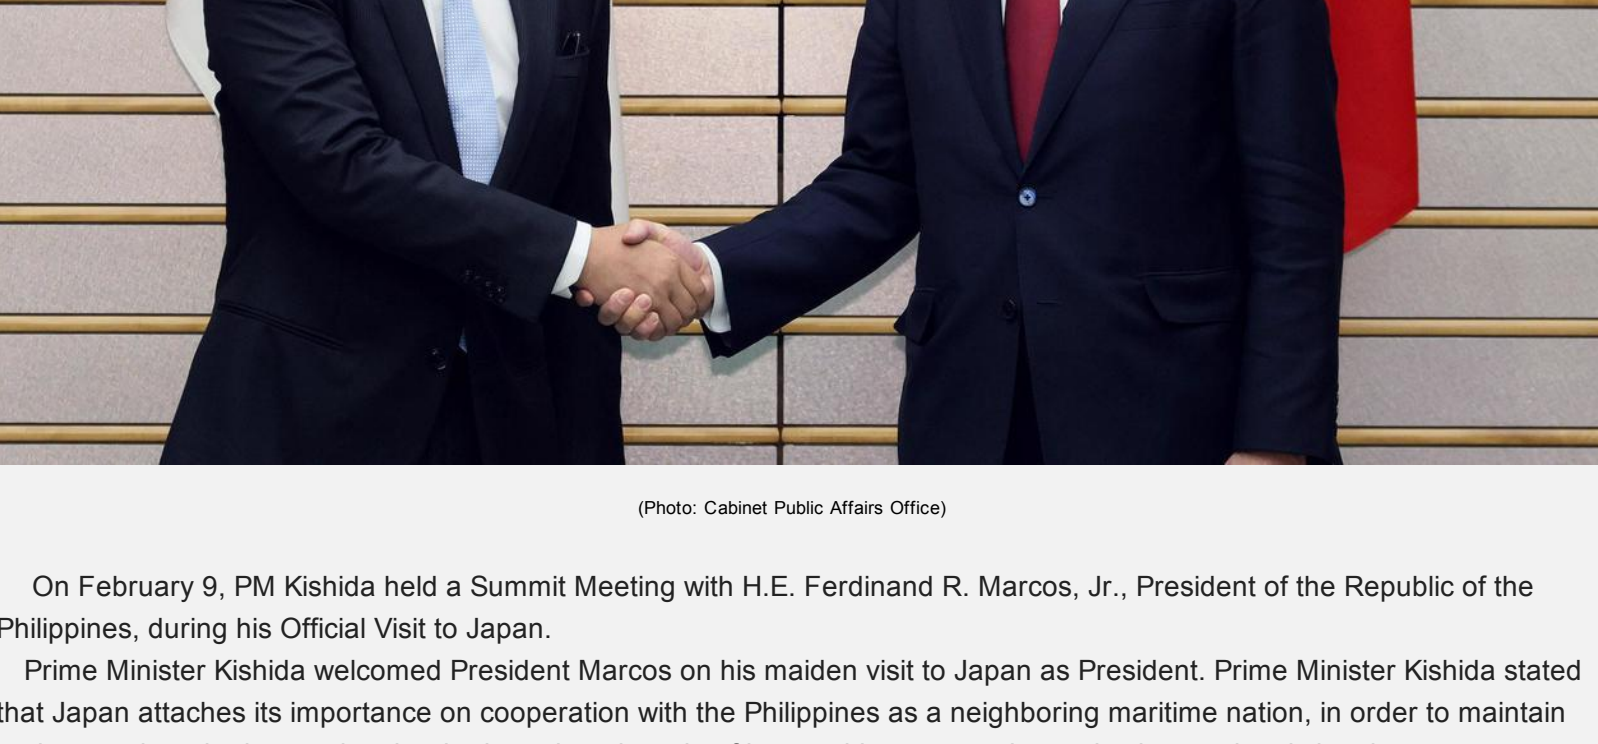 (Photo: Cabinet Public Affairs Office)
On February 9, PM Kishida held a Summit Meeting with H.E. Ferdinand R. Marcos, Jr., President of the Republic of the
Philippines, during his Official Visit to Japan.
Prime Minister Kishida welcomed President Marcos on his maiden visit to Japan as President. Prime Minister Kishida stated
that Japan attaches its importance on cooperation with the Philippines as a neighboring maritime nation, in order to maintain